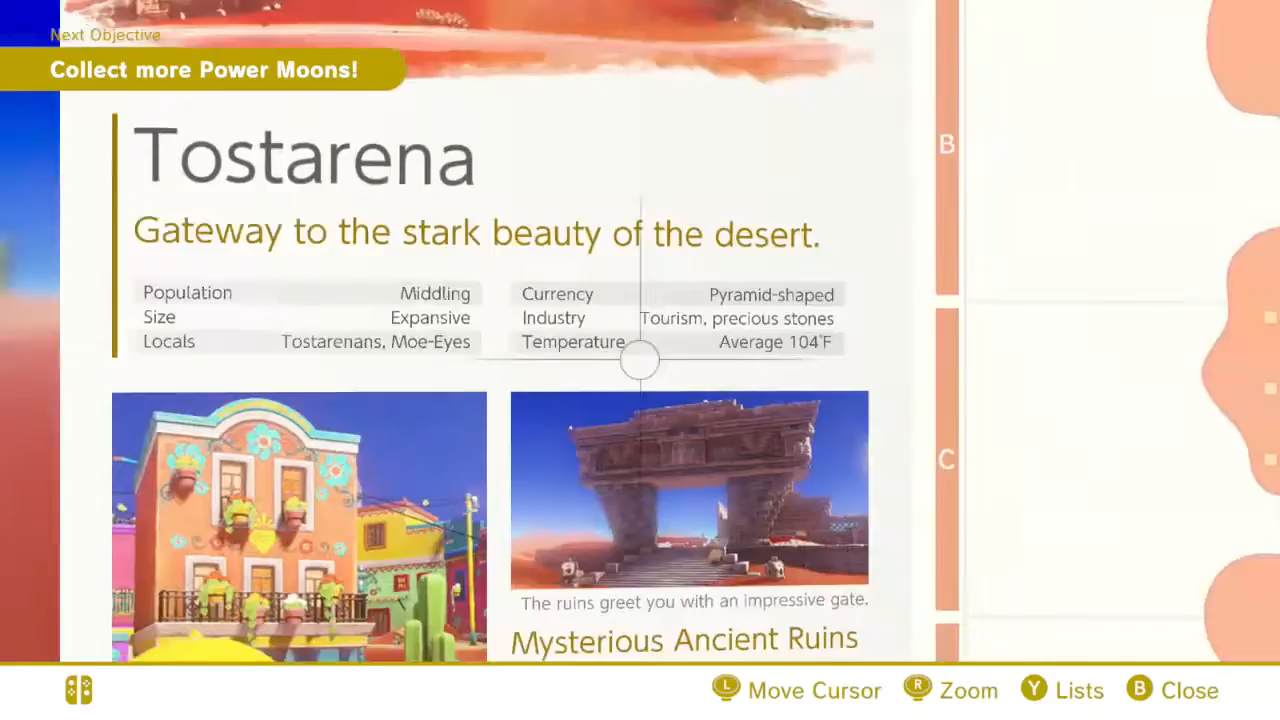 Next Objective
Collect more Power Moons!
Tostarena
Gateway to the stark beauty of the desert.
Population Middling
Size Expansive
Locals Tostarenans, Moe-Eyes
Currency Pyramid-shaped
Industry Tourism, precious stones
Temperature Average 104°F
The ruins greet you with an impressive gate.
Mysterious Ancient Ruins
B
C
L Move Cursor
R Zoom
Y Lists
B Close